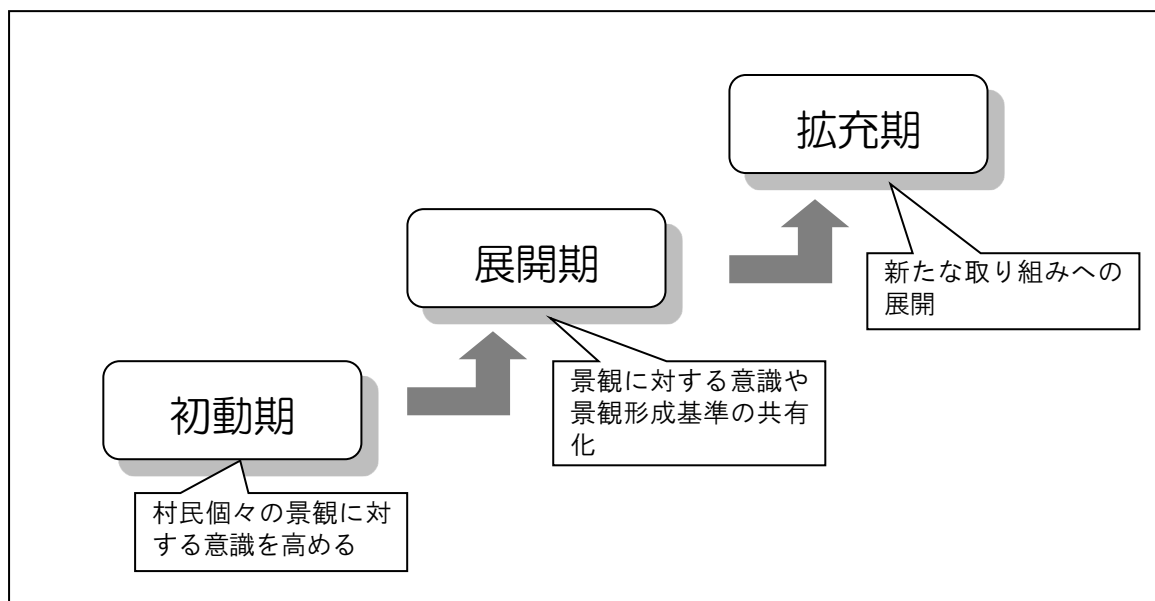 拡充期
新たな取り組みへの
展開
展開期
景観に対する意識や
景観形成基準の共有
化
初動期
村民個々の景観に対
する意識を高める